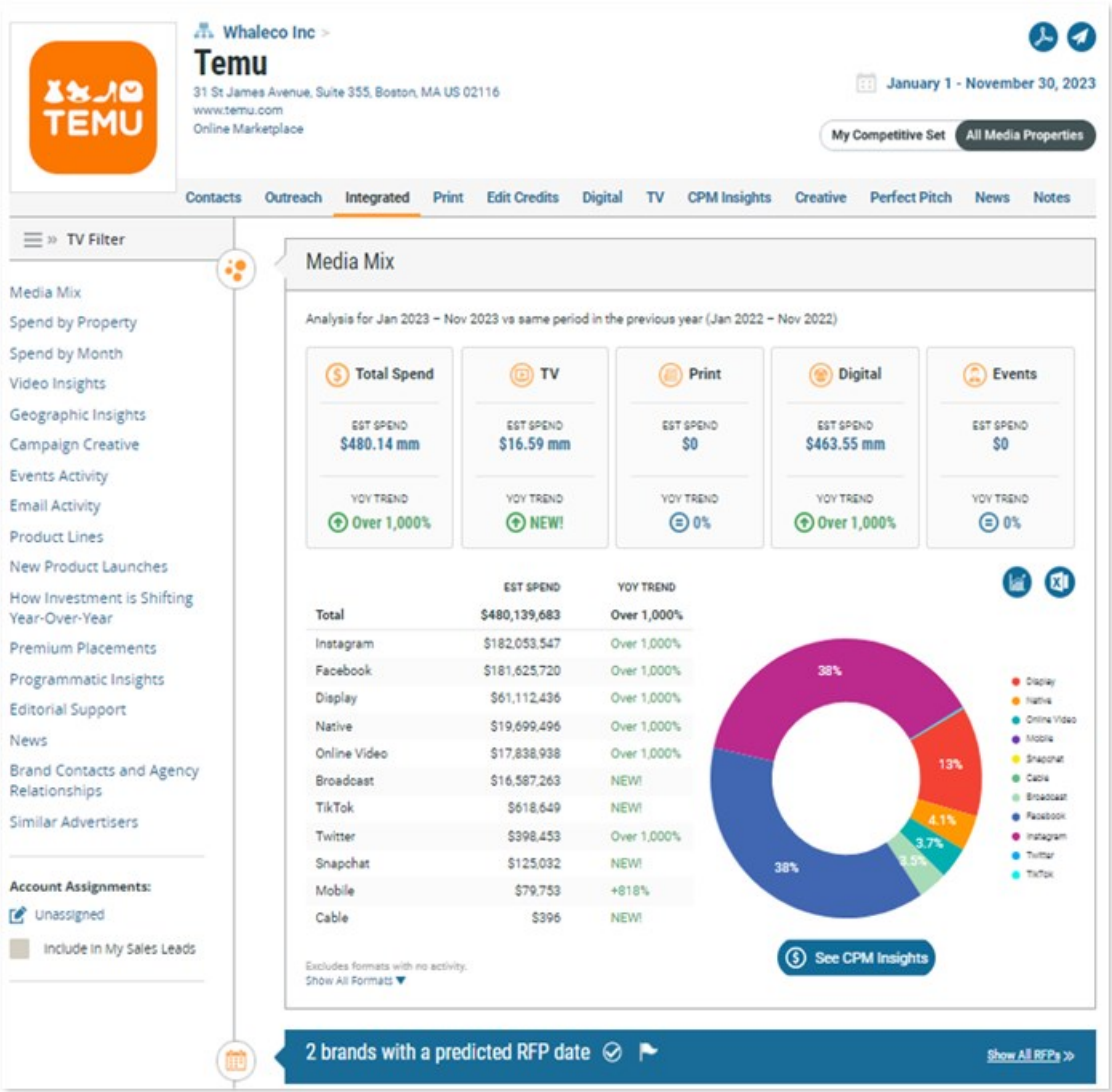 Whaleco Inc >
Temu
31 St James Avenue, Suite 355, Boston, MA US 02116
www.temu.com
Online Marketplace
TEMU
January 1 - November 30, 2023
My Competitive Set All Media Properties
Contacts Outreach Integrated Print Edit Credits Digital TV CPM Insights Creative Perfect Pitch News Notes
» TV Filter
Media Mix
Spend by Property
Spend by Month
Video Insights
Geographic Insights
Campaign Creative
Events Activity
Email Activity
Product Lines
New Product Launches
How Investment is Shifting
Year-Over-Year
Premium Placements
Programmatic Insights
Editorial Support
News
Brand Contacts and Agency
Relationships
Similar Advertisers
Account Assignments:
Unassigned
Include In My Sales Leads
Media Mix
Analysis for Jan 2023 – Nov 2023 vs same period in the previous year (Jan 2022 – Nov 2022)
$ Total Spend TV Print Digital Events
EST SPEND EST SPEND EST SPEND EST SPEND EST SPEND
$480.14 mm $16.59 mm $0 $463.55 mm $0
YOY TREND YOY TREND YOY TREND YOY TREND YOY TREND
Over 1,000% NEW! 0% Over 1,000% 0%
EST SPEND YOY TREND
Total $480,139,683 Over 1,000%
Instagram $182,053,547 Over 1,000%
Facebook $181,625,720 Over 1,000%
Display $61,112,436 Over 1,000%
Native $19,699,496 Over 1,000%
Online Video $17,838,938 Over 1,000%
Broadcast $16,587,263 NEW!
TikTok $618,649 NEW!
Twitter $398,453 Over 1,000%
Snapchat $125,032 NEW!
Mobile $79,753 +818%
Cable $396 NEW!
Excludes formats with no activity.
Show All Formats ▼
38%
13%
4.1%
3.7%
3.5%
38%
Display
Native
Online Video
Mobile
Snapchat
Cable
Broadcast
Facebook
Instagram
Twitter
TikTok
$ See CPM Insights
2 brands with a predicted RFP date
Show All RFPs »